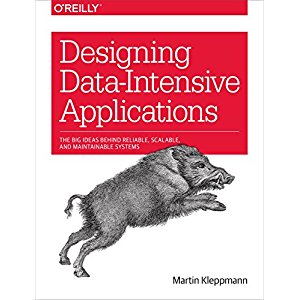 O'REILLY®
Designing
Data-Intensive
Applications
THE BIG IDEAS BEHIND RELIABLE, SCALABLE,
AND MAINTAINABLE SYSTEMS
Martin Kleppmann